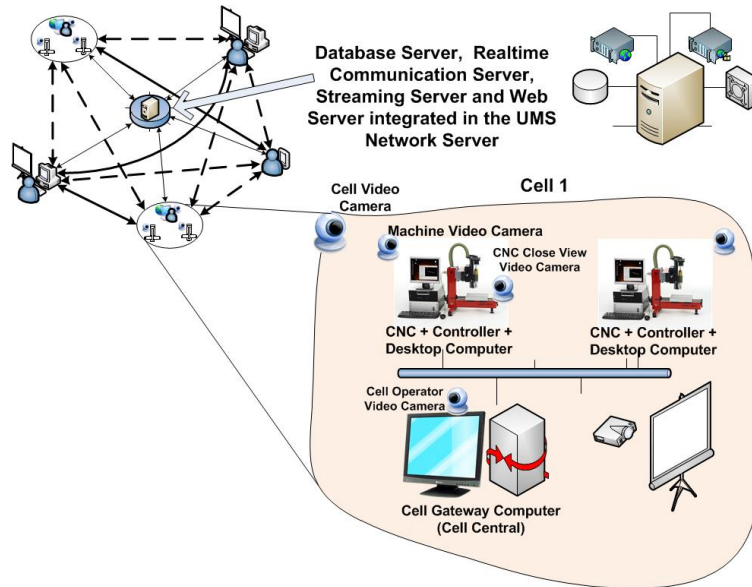 Database Server, Realtime
Communication Server,
Streaming Server and Web
Server integrated in the UMS
Network Server
Cell 1
Cell Video
Camera
Machine Video Camera
CNC Close View
Video Camera
CNC + Controller +
Desktop Computer
CNC + Controller +
Desktop Computer
Cell Operator
Video Camera
Cell Gateway Computer
(Cell Central)